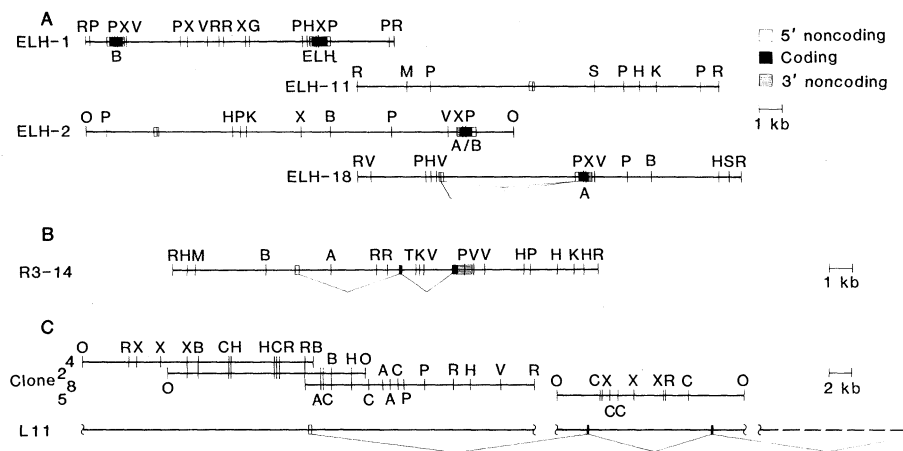 A
RP PXV PX VRR XG PHXP PR
ELH-1
B ELH
R M P S P H K P R
ELH-11
5' noncoding
Coding
3' noncoding
1 kb
O P HPK X B P VXP O
ELH-2
A/B
RV PHV PXV P B HSR
ELH-18
A
B
RHM B A RR TKV PVV HP H KHR
R3-14
1 kb
C
O RX X XB CH HCR RB
4
B HO
Clone 2
O
A C P R H V R
8
5
AC C A P
O CX X XR C O
CC
2 kb
L11